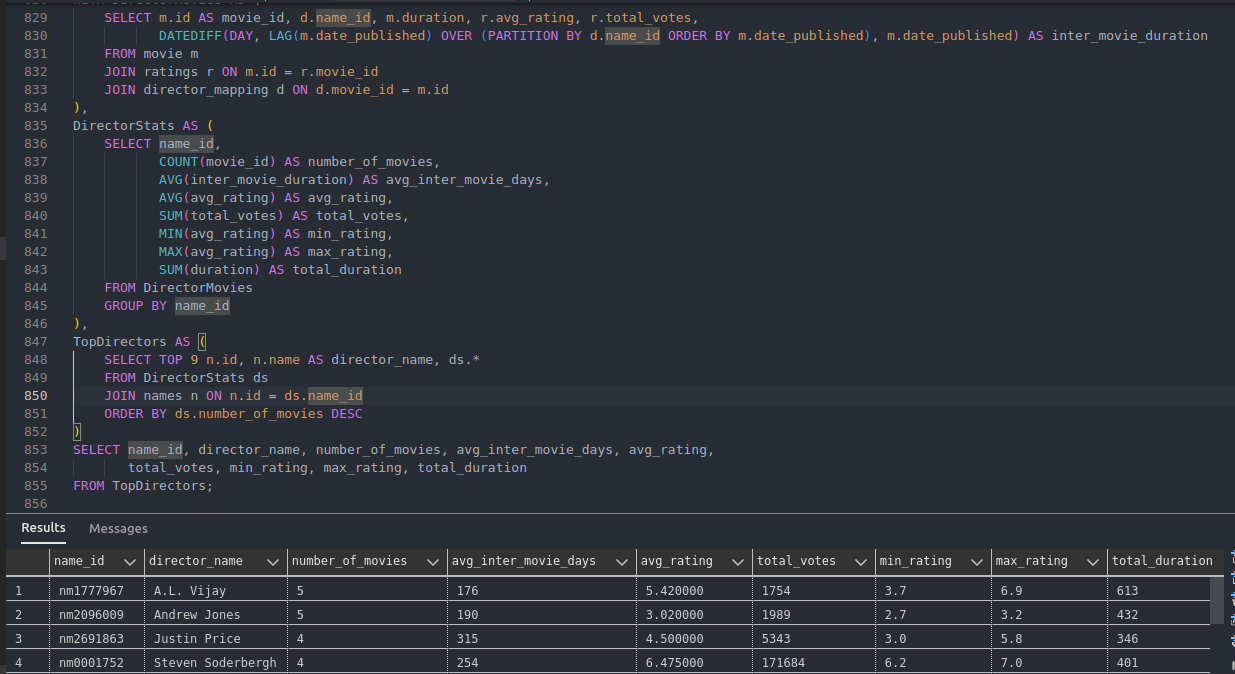 829 SELECT m.id AS movie_id, d.name_id, m.duration, r.avg_rating, r.total_votes,
830 DATEDIFF(DAY, LAG(m.date_published) OVER (PARTITION BY d.name_id ORDER BY m.date_published), m.date_published) AS inter_movie_duration
831 FROM movie m
832 JOIN ratings r ON m.id = r.movie_id
833 JOIN director_mapping d ON d.movie_id = m.id
834 ),
835 DirectorStats AS (
836 SELECT name_id,
837 COUNT(movie_id) AS number_of_movies,
838 AVG(inter_movie_duration) AS avg_inter_movie_days,
839 AVG(avg_rating) AS avg_rating,
840 SUM(total_votes) AS total_votes,
841 MIN(avg_rating) AS min_rating,
842 MAX(avg_rating) AS max_rating,
843 SUM(duration) AS total_duration
844 FROM DirectorMovies
845 GROUP BY name_id
846 ),
847 TopDirectors AS (
848 SELECT TOP 9 n.id, n.name AS director_name, ds.*
849 FROM DirectorStats ds
850 JOIN names n ON n.id = ds.name_id
851 ORDER BY ds.number_of_movies DESC
852 )
853 SELECT name_id, director_name, number_of_movies, avg_inter_movie_days, avg_rating,
854 total_votes, min_rating, max_rating, total_duration
855 FROM TopDirectors;
856
Results Messages
name_id director_name number_of_movies avg_inter_movie_days avg_rating total_votes min_rating max_rating total_duration
1 nm1777967 A.L. Vijay 5 176 5.420000 1754 3.7 6.9 613
2 nm2096009 Andrew Jones 5 190 3.020000 1989 2.7 3.2 432
3 nm2691863 Justin Price 4 315 4.500000 5343 3.0 5.8 346
4 nm0001752 Steven Soderbergh 4 254 6.475000 171684 6.2 7.0 401